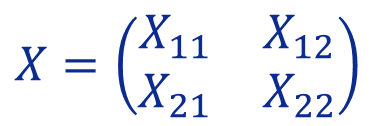 X = (X₁₁ X₁₂
X₂₁ X₂₂)